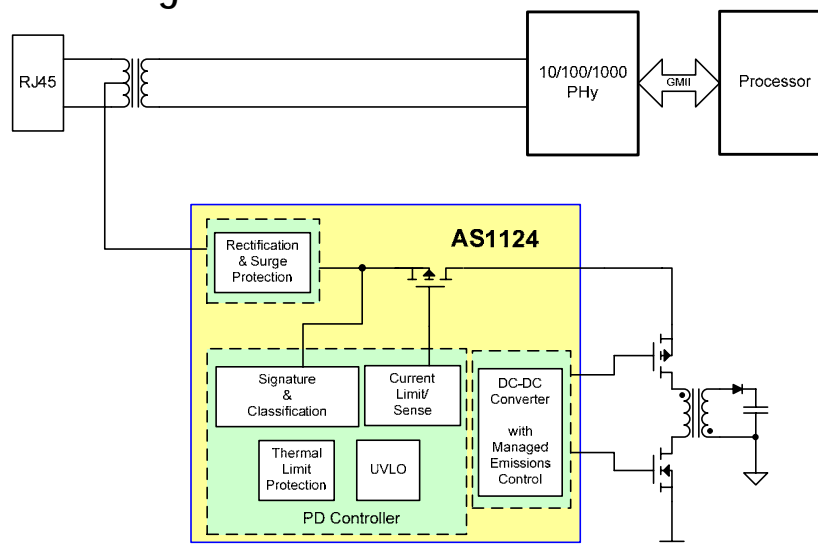 RJ45
10/100/1000
PHy
GMII
Processor
AS1124
Rectification
& Surge
Protection
Signature
&
Classification
Current
Limit/
Sense
DC-DC
Converter
with
Managed
Emissions
Control
Thermal
Limit
Protection
UVLO
PD Controller